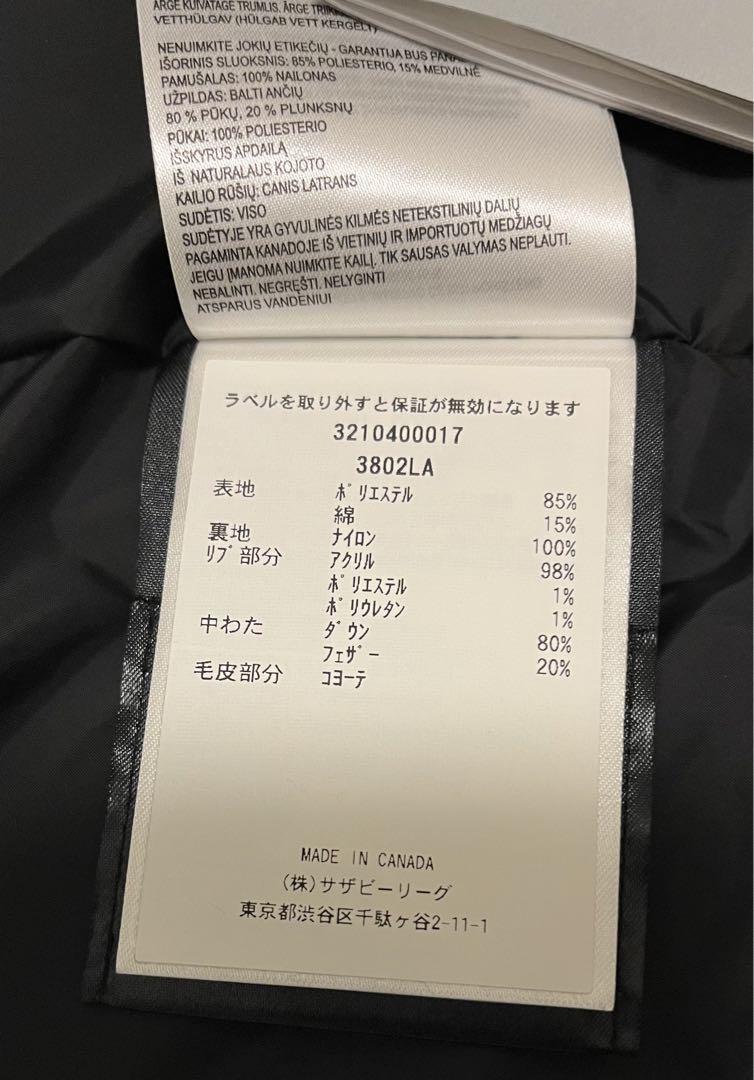 ÄRGE KUIVATAGE TRUMLIS, ÄRGE
VETTHÜLGAV (HÜLGAB VETT KERGELT)
NENUIMKITE JOKIŲ ETIKEČIŲ - GARANTIJA BUS
IŠORINIS SLUOKSNIS: 85% POLIESTERIO, 15% MEDVILNĖ
PAMUŠALAS: 100% NAILONAS
UŽPILDAS: BALTI ANČIŲ
80 % PŪKŲ, 20 % PLUNKSNŲ
PŪKAI: 100% POLIESTERIO
IŠSKYRUS APDAILĄ
IŠ NATURALAUS KOJOTO
KAILIO RŪŠIŲ: CANIS LATRANS
SUDĖTIS: VISO
SUDĖTYJE YRA GYVULINĖS KILMĖS NETEKSTILINIŲ DALIŲ
PAGAMINTA KANADOJE IŠ VIETINIŲ IR IMPORTUOTŲ MEDŽIAGŲ
JEIGU ĮMANOMA NUIMKITE KAILĮ. TIK SAUSAS VALYMAS NEPLAUTI.
NEBALINTI. NEGRĘŠTI. NELYGINTI
ATSPARUS VANDENIUI
ラベルを取り外すと保証が無効になります
3210400017
3802LA
表地 ﾎﾟﾘｴｽﾃﾙ 85%
綿 15%
裏地 ﾅｲﾛﾝ 100%
ﾘﾌﾞ部分 ｱｸﾘﾙ 98%
ﾎﾟﾘｴｽﾃﾙ 1%
ﾎﾟﾘｳﾚﾀﾝ 1%
中わた ﾀﾞｳﾝ 80%
ﾌｪｻﾞｰ 20%
毛皮部分 ｺﾖｰﾃ
MADE IN CANADA
(株)サザビーリーグ
東京都渋谷区千駄ヶ谷2-11-1